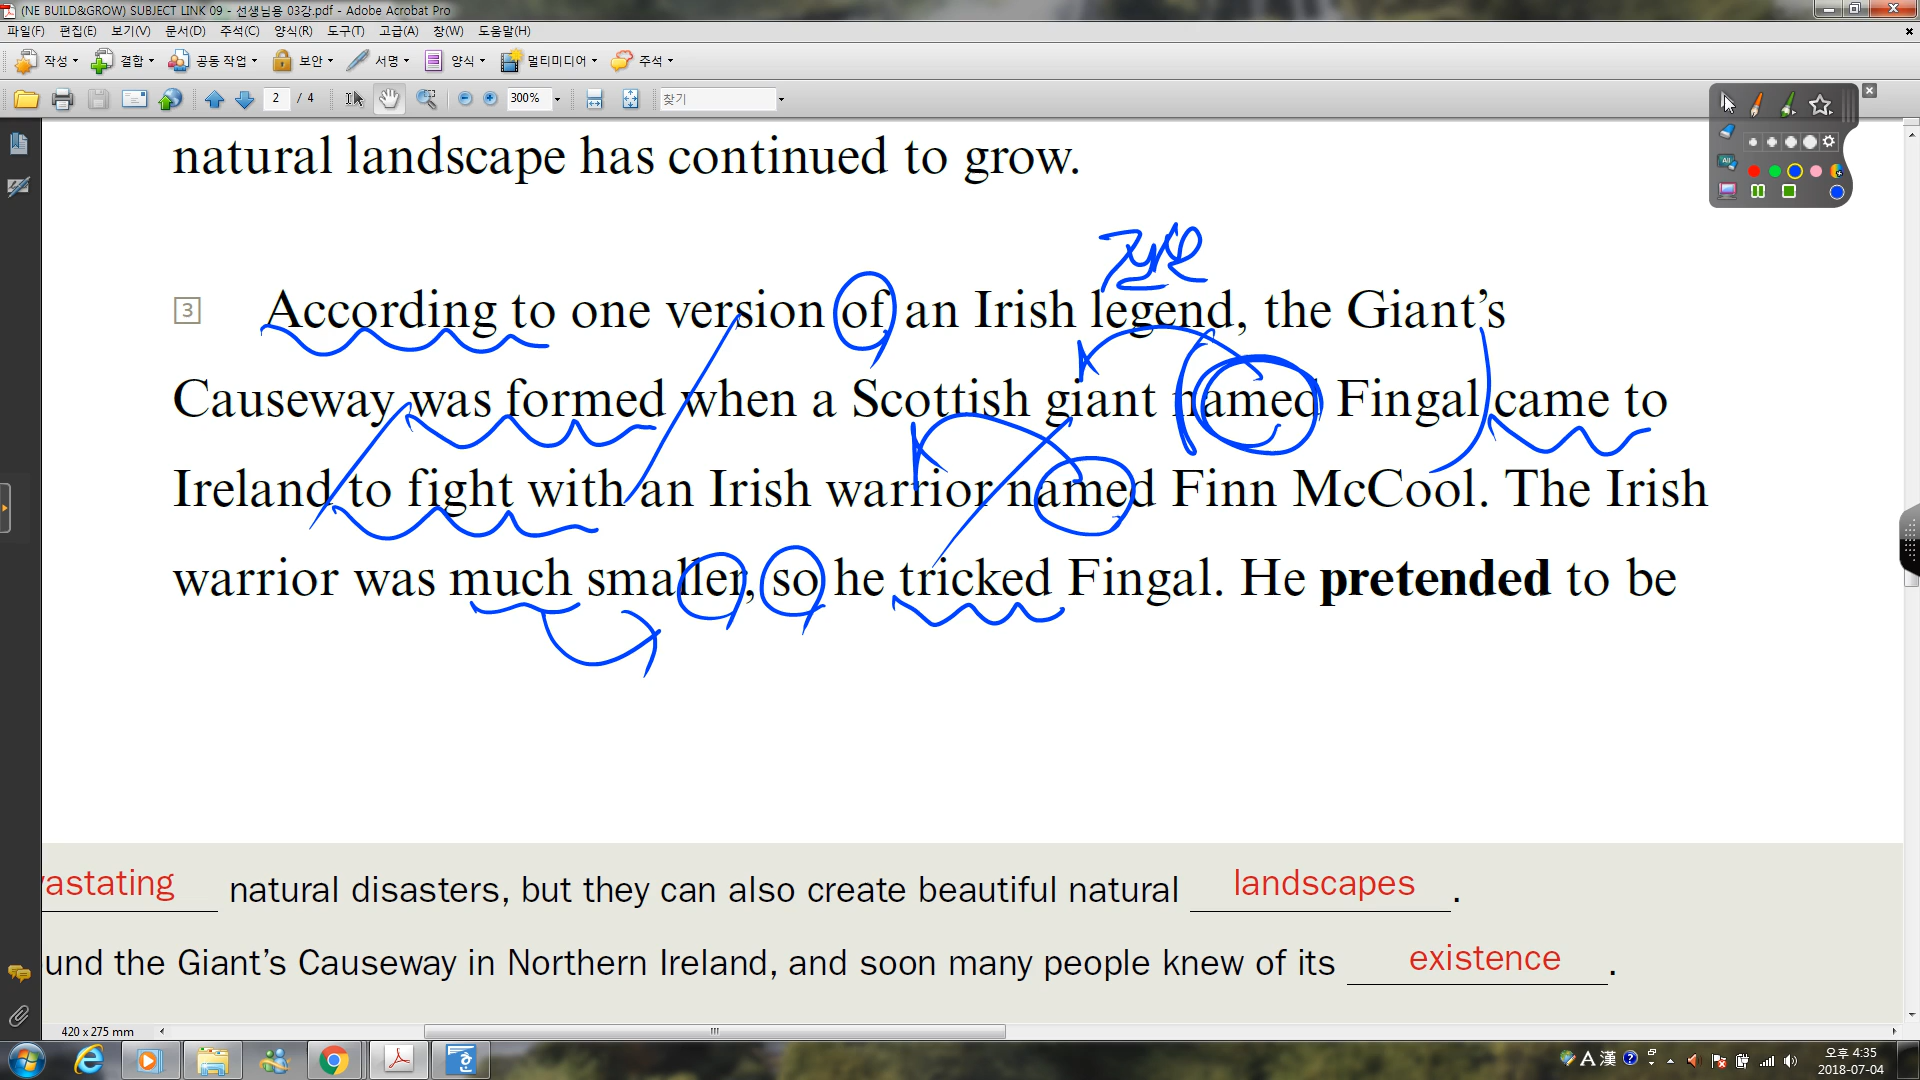 (NE BUILD&GROW) SUBJECT LINK 09 - 선생님용 03강.pdf - Adobe Acrobat Pro
파일(F) 편집(E) 보기(V) 문서(D) 주석(C) 양식(R) 도구(T) 고급(A) 창(W) 도움말(H)
작성 결합 공동 작업 보안 서명 양식 멀티미디어 주석
2 / 4 300% 찾기
natural landscape has continued to grow.
3 According to one version of an Irish legend, the Giant's
Causeway was formed when a Scottish giant named Fingal came to
Ireland to fight with an Irish warrior named Finn McCool. The Irish
warrior was much smaller, so he tricked Fingal. He pretended to be
vastating natural disasters, but they can also create beautiful natural landscapes.
und the Giant's Causeway in Northern Ireland, and soon many people knew of its existence.
420 x 275 mm
A 漢
오후 4:35
2018-07-04